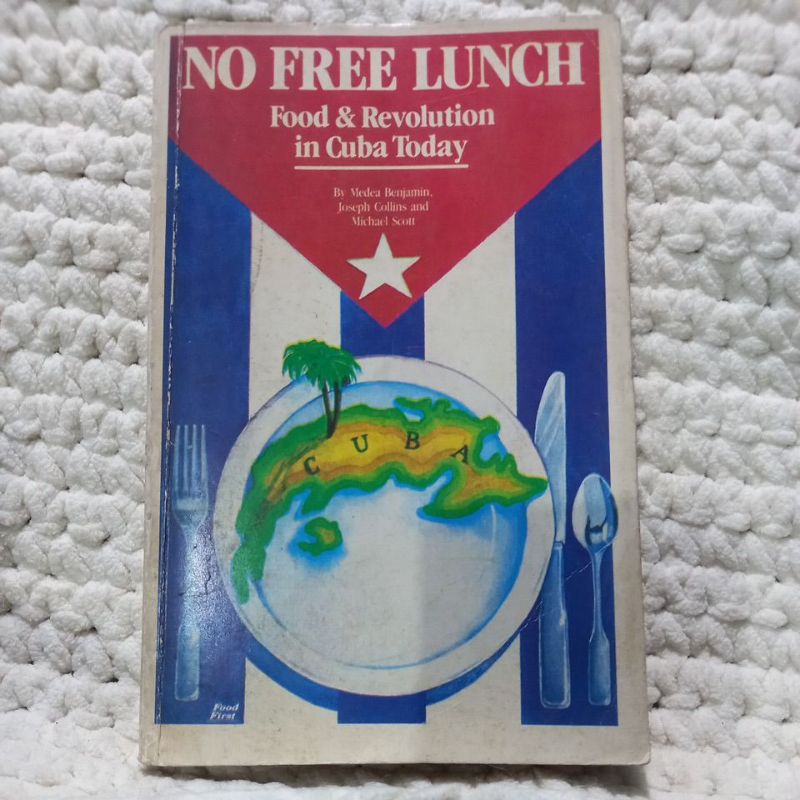 NO FREE LUNCH
Food & Revolution
in Cuba Today
By Medea Benjamin,
Joseph Collins and
Michael Scott
CUBA
Food
First